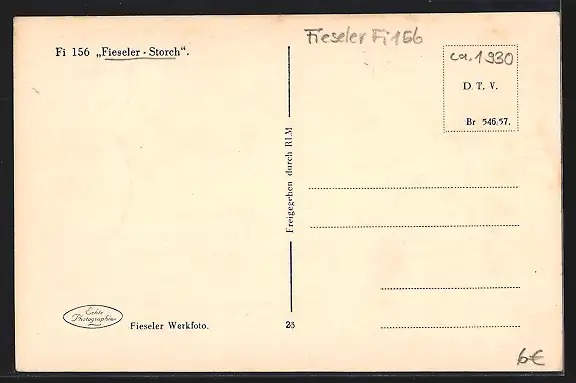 Fi 156 „Fieseler - Storch“.
Fieseler Fi 156
ca. 1930
D. T. V.
Br 546/57.
Freigegeben durch RLM
Echte
Photographie
Fieseler Werkfoto.
23
6€